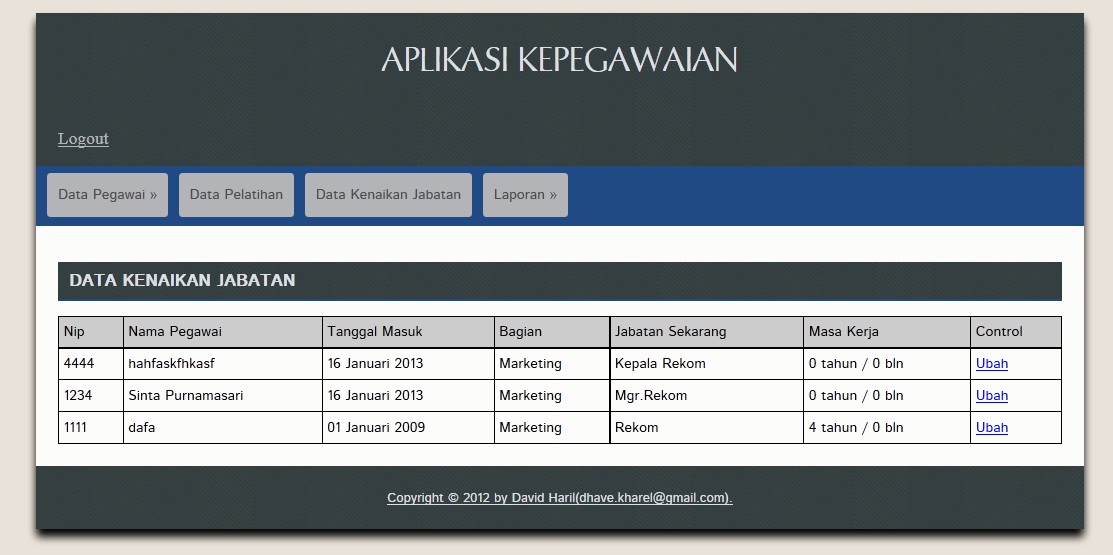 APLIKASI KEPEGAWAIAN
Logout
Data Pegawai » Data Pelatihan Data Kenaikan Jabatan Laporan »
DATA KENAIKAN JABATAN
Nip Nama Pegawai Tanggal Masuk Bagian Jabatan Sekarang Masa Kerja Control
4444 hahfaskfhkasf 16 Januari 2013 Marketing Kepala Rekom 0 tahun / 0 bln Ubah
1234 Sinta Purnamasari 16 Januari 2013 Marketing Mgr.Rekom 0 tahun / 0 bln Ubah
1111 dafa 01 Januari 2009 Marketing Rekom 4 tahun / 0 bln Ubah
Copyright © 2012 by David Haril(dhave.kharel@gmail.com).